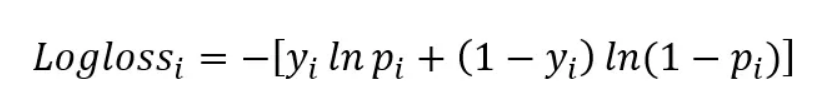 Logloss_i = −[y_i ln p_i + (1 − y_i) ln(1 − p_i)]